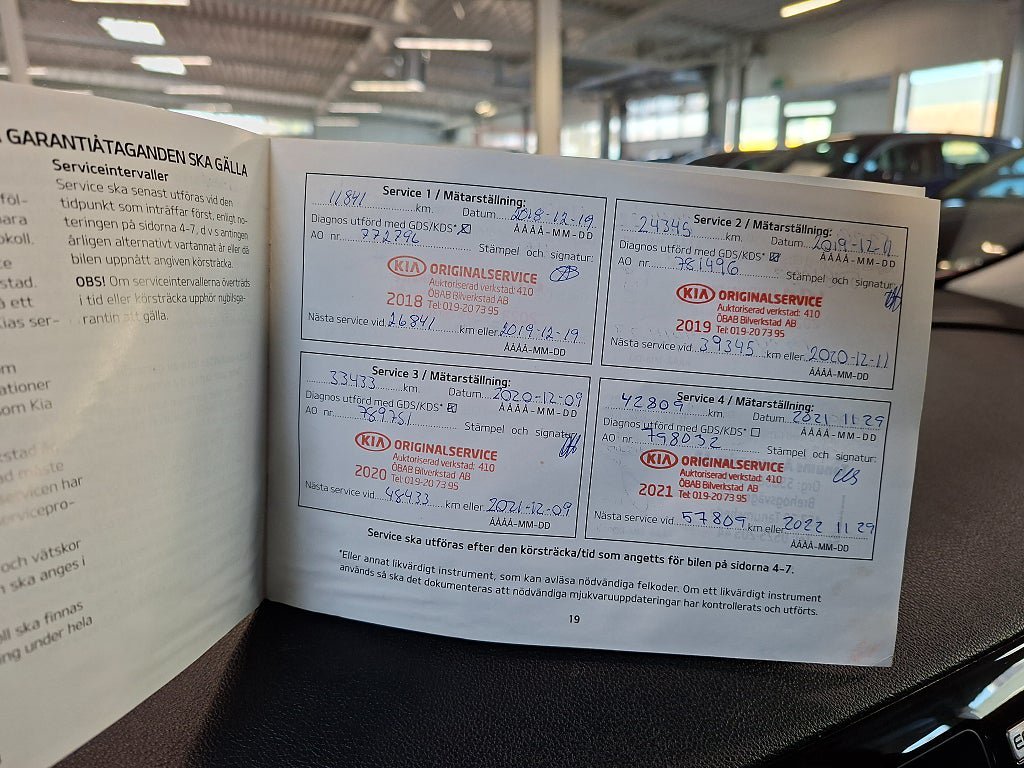 GARANTIÅTAGANDEN SKA GÄLLA
Serviceintervaller
Service ska senast utföras vid den
tidpunkt som inträffar först, enligt no-
teringen på sidorna 4–7, d v s antingen
årligen alternativt vartannat år eller då
bilen uppnått angiven körsträcka.
OBS! Om serviceintervallerna överträds
i tid eller körsträcka upphör nybilsga-
rantin att gälla.
Service 1 / Mätarställning:
11841 km. Datum 2018-12-19
ÅÅÅÅ-MM-DD
Diagnos utförd med GDS/KDS*
AO nr. 772796
Stämpel och signatur:
KIA ORIGINALSERVICE
Auktoriserad verkstad: 410
ÖBAB Bilverkstad AB
2018 Tel: 019-20 73 95
Nästa service vid 26841 km eller 2019-12-19
ÅÅÅÅ-MM-DD
Service 2 / Mätarställning:
24345 km. Datum 2019-12-11
ÅÅÅÅ-MM-DD
Diagnos utförd med GDS/KDS*
AO nr. 781496
Stämpel och signatur:
KIA ORIGINALSERVICE
Auktoriserad verkstad: 410
ÖBAB Bilverkstad AB
2019 Tel: 019-20 73 95
Nästa service vid 39345 km eller 2020-12-11
ÅÅÅÅ-MM-DD
Service 3 / Mätarställning:
33433 km. Datum 2020-12-09
ÅÅÅÅ-MM-DD
Diagnos utförd med GDS/KDS*
AO nr. 789751
Stämpel och signatur:
KIA ORIGINALSERVICE
Auktoriserad verkstad: 410
ÖBAB Bilverkstad AB
2020 Tel: 019-20 73 95
Nästa service vid 48433 km eller 2021-12-09
ÅÅÅÅ-MM-DD
Service 4 / Mätarställning:
42809 km. Datum 2021 11 29
ÅÅÅÅ-MM-DD
Diagnos utförd med GDS/KDS*
AO nr. 798032
Stämpel och signatur:
KIA ORIGINALSERVICE
Auktoriserad verkstad: 410
ÖBAB Bilverkstad AB
2021 Tel: 019-20 73 95
Nästa service vid 57809 km eller 2022 11 29
ÅÅÅÅ-MM-DD
Service ska utföras efter den körsträcka/tid som angetts för bilen på sidorna 4–7.
*Eller annat likvärdigt instrument, som kan avläsa nödvändiga felkoder. Om ett likvärdigt instrument
används så ska det dokumenteras att nödvändiga mjukvaruuppdateringar har kontrollerats och utförts.
19